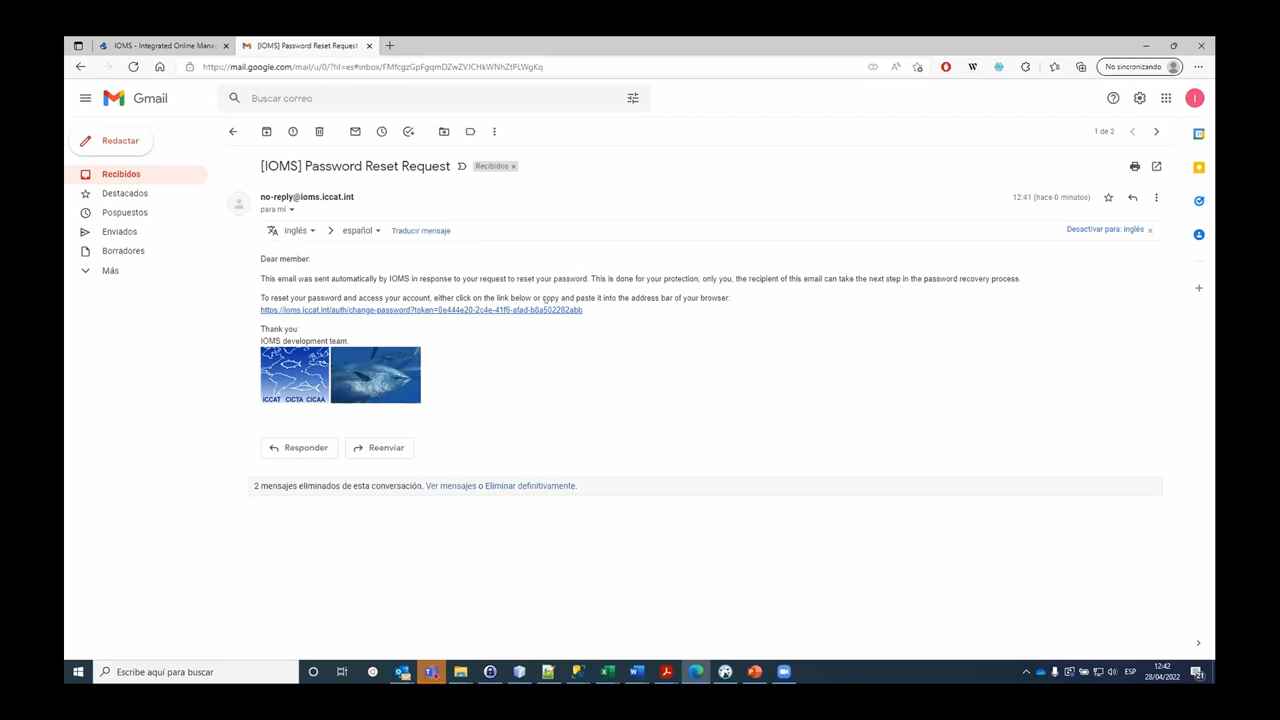 IOMS - Integrated Online Mana
[IOMS] Password Reset Request
https://mail.google.com/mail/u/0/?hl=es#inbox/FMfcgzGpFgqmDZwZVJCHkWNhZtPLWgKq
No sincronizando
Gmail
Buscar correo
I
Redactar
1 de 2
[IOMS] Password Reset Request
Recibidos x
Recibidos
Destacados
Pospuestos
Enviados
Borradores
Más
no-reply@ioms.iccat.int
12:41 (hace 0 minutos)
para mí
inglés
español
Traducir mensaje
Desactivar para: inglés x
Dear member:
This email was sent automatically by IOMS in response to your request to reset your password. This is done for your protection; only you, the recipient of this email can take the next step in the password recovery process.
To reset your password and access your account, either click on the link below or copy and paste it into the address bar of your browser:
https://ioms.iccat.int/auth/change-password?token=0e444e20-2c4e-41f6-afad-b8a502282abb
Thank you:
IOMS development team.
ICCAT CICTA CICAA
Responder
Reenviar
2 mensajes eliminados de esta conversación. Ver mensajes o Eliminar definitivamente.
Escribe aquí para buscar
ESP
12:42
28/04/2022
21